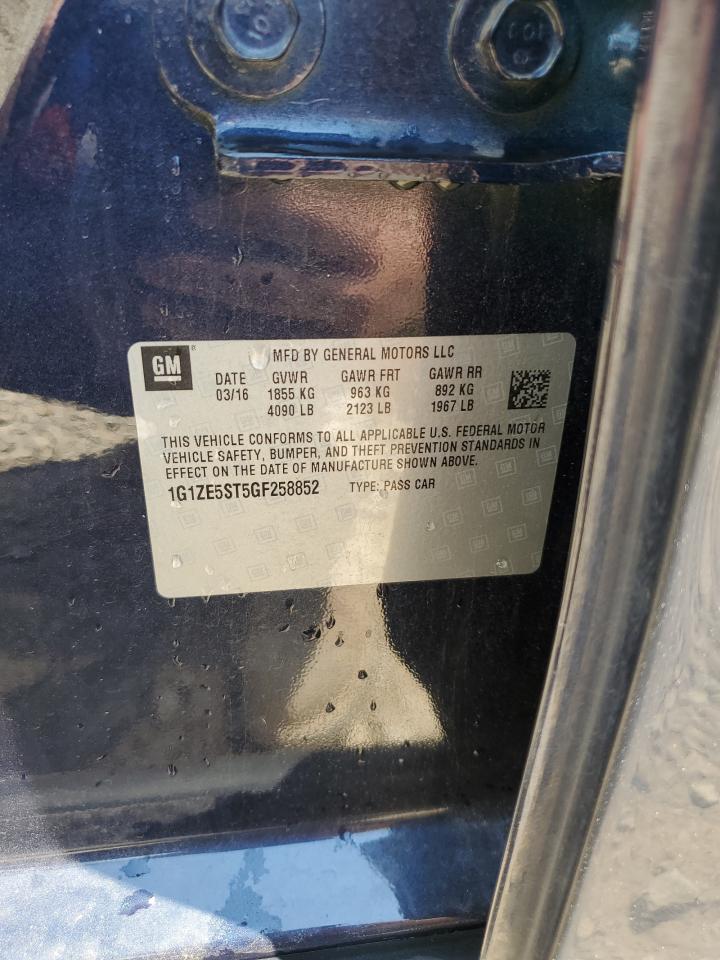 GM
MFD BY GENERAL MOTORS LLC
DATE GVWR GAWR FRT GAWR RR
03/16 1855 KG 963 KG 892 KG
4090 LB 2123 LB 1967 LB
THIS VEHICLE CONFORMS TO ALL APPLICABLE U.S. FEDERAL MOTOR
VEHICLE SAFETY, BUMPER, AND THEFT PREVENTION STANDARDS IN
EFFECT ON THE DATE OF MANUFACTURE SHOWN ABOVE.
1G1ZE5ST5GF258852 TYPE: PASS CAR